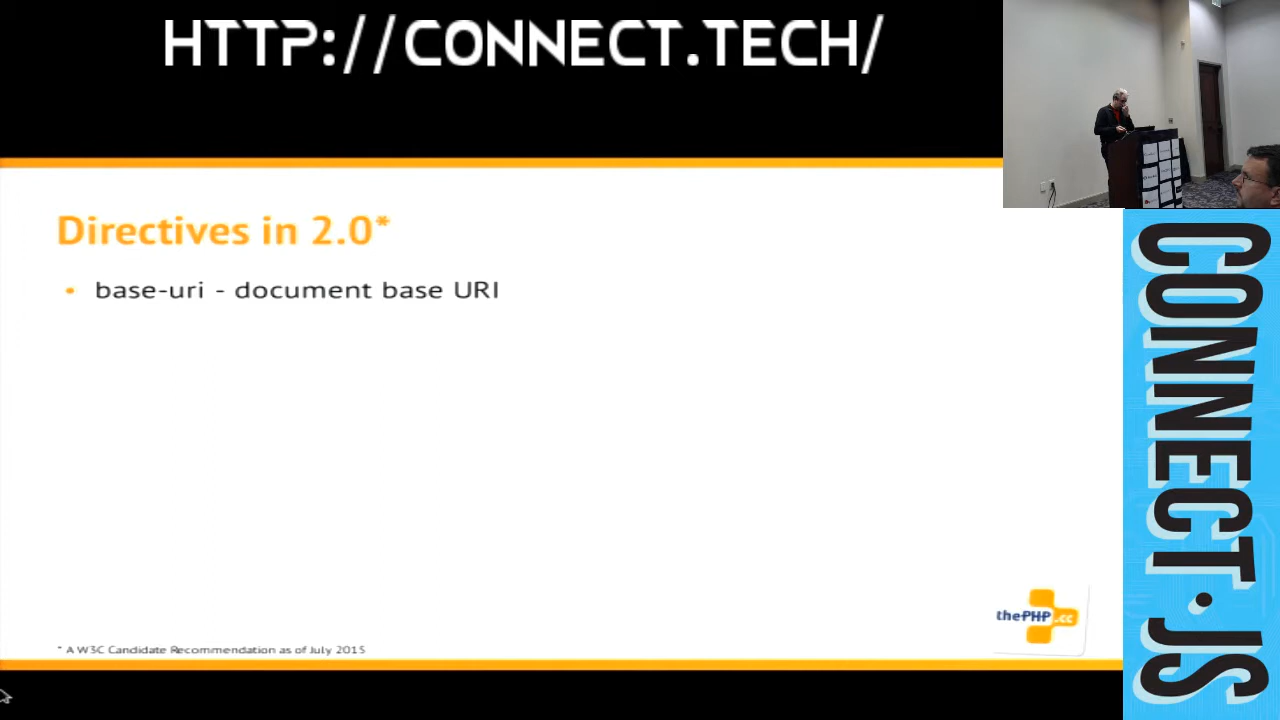 HTTP://CONNECT.TECH/
Directives in 2.0*
• base-uri - document base URI
thePHP.cc
* A W3C Candidate Recommendation as of July 2015
CONNECT.JS